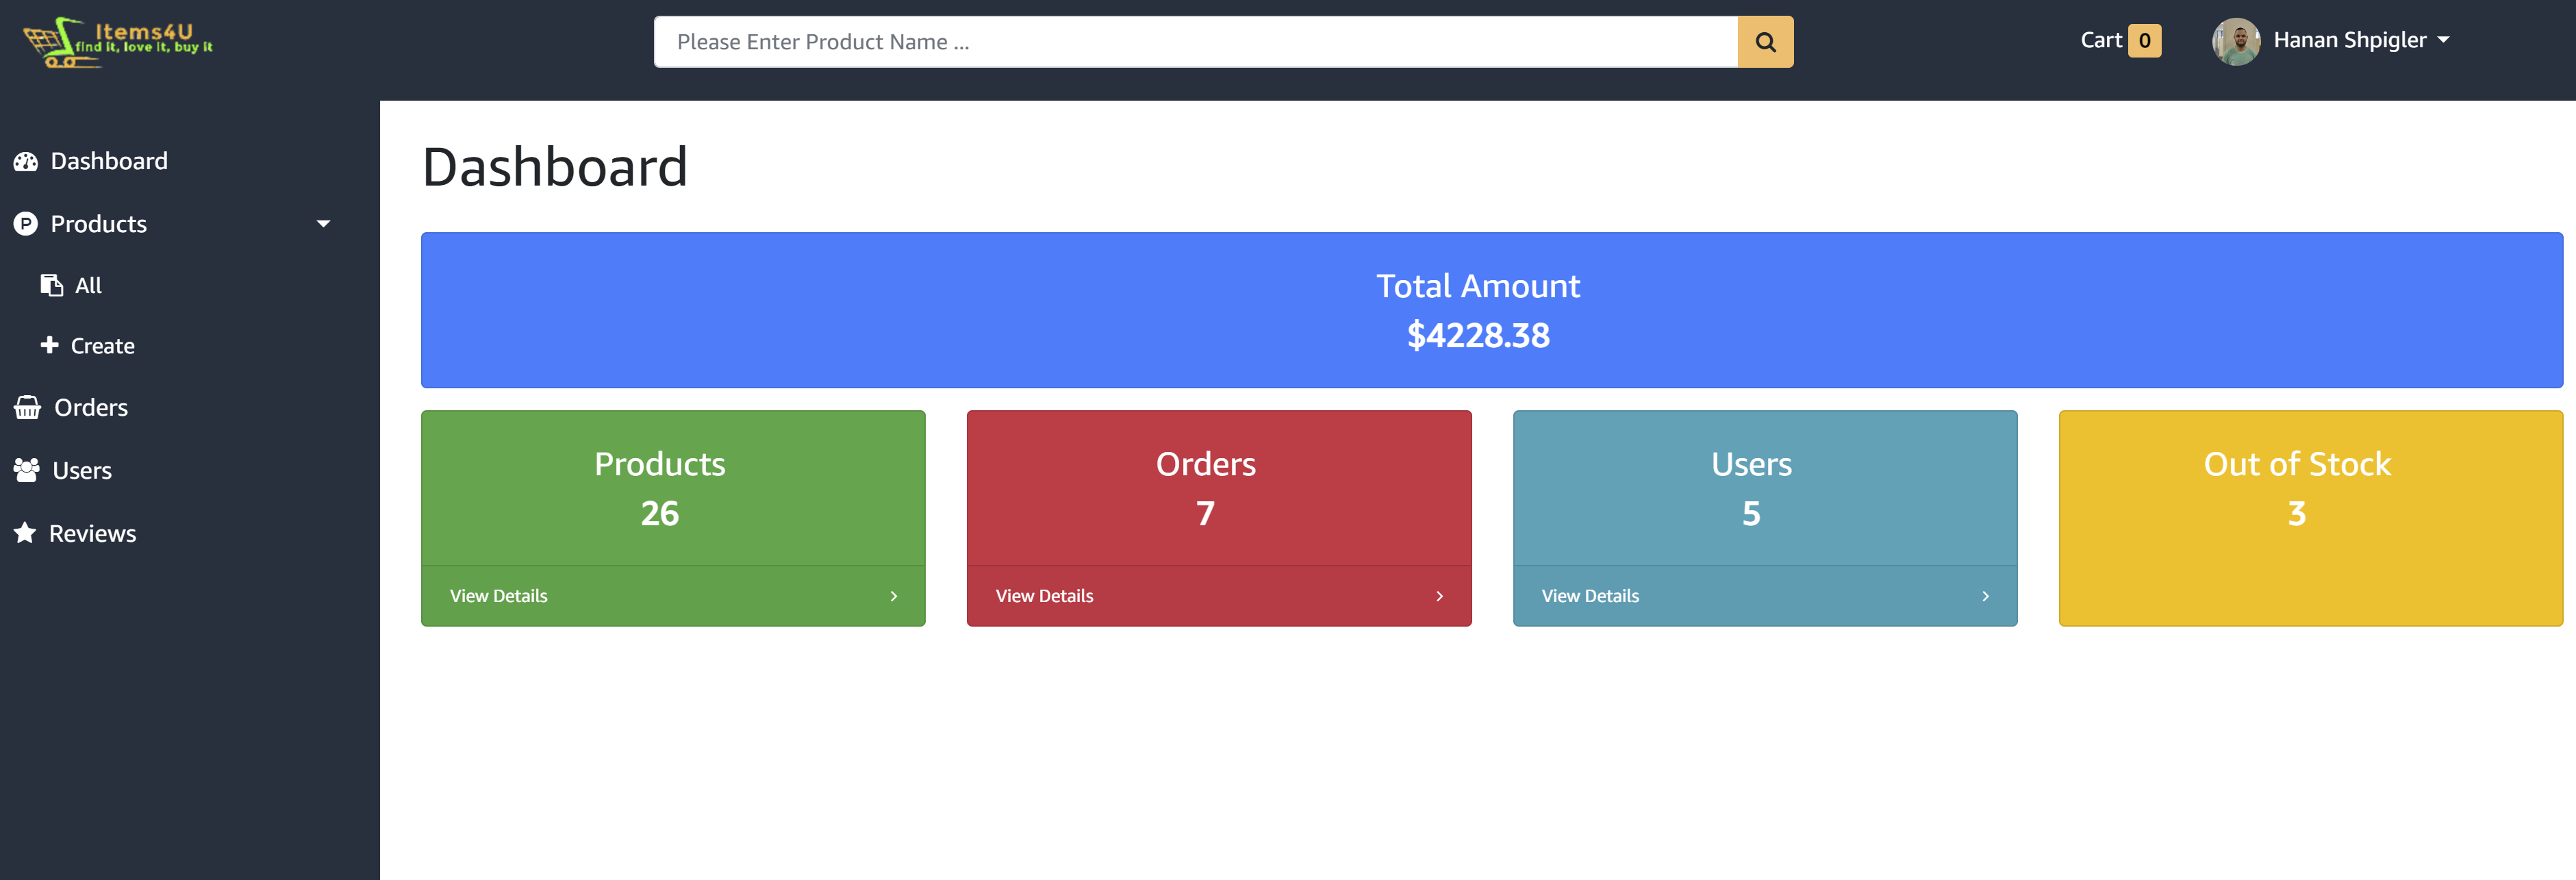 Items4U
find it, love it, buy it
Please Enter Product Name ...
Cart 0
Hanan Shpigler
Dashboard
Products
All
Create
Orders
Users
Reviews
Dashboard
Total Amount
$4228.38
Products
26
View Details
Orders
7
View Details
Users
5
View Details
Out of Stock
3